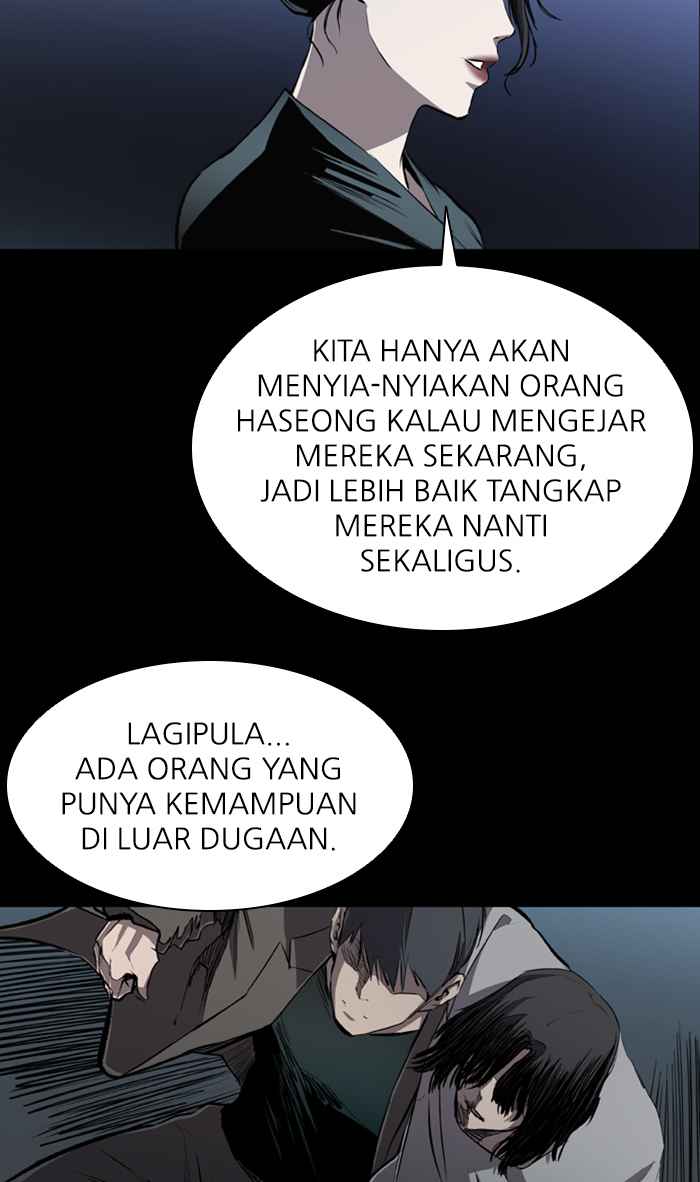 KITA HANYA AKAN
MENYIA-NYIAKAN ORANG
HASEONG KALAU MENGEJAR
MEREKA SEKARANG,
JADI LEBIH BAIK TANGKAP
MEREKA NANTI
SEKALIGUS.
LAGIPULA...
ADA ORANG YANG
PUNYA KEMAMPUAN
DI LUAR DUGAAN.